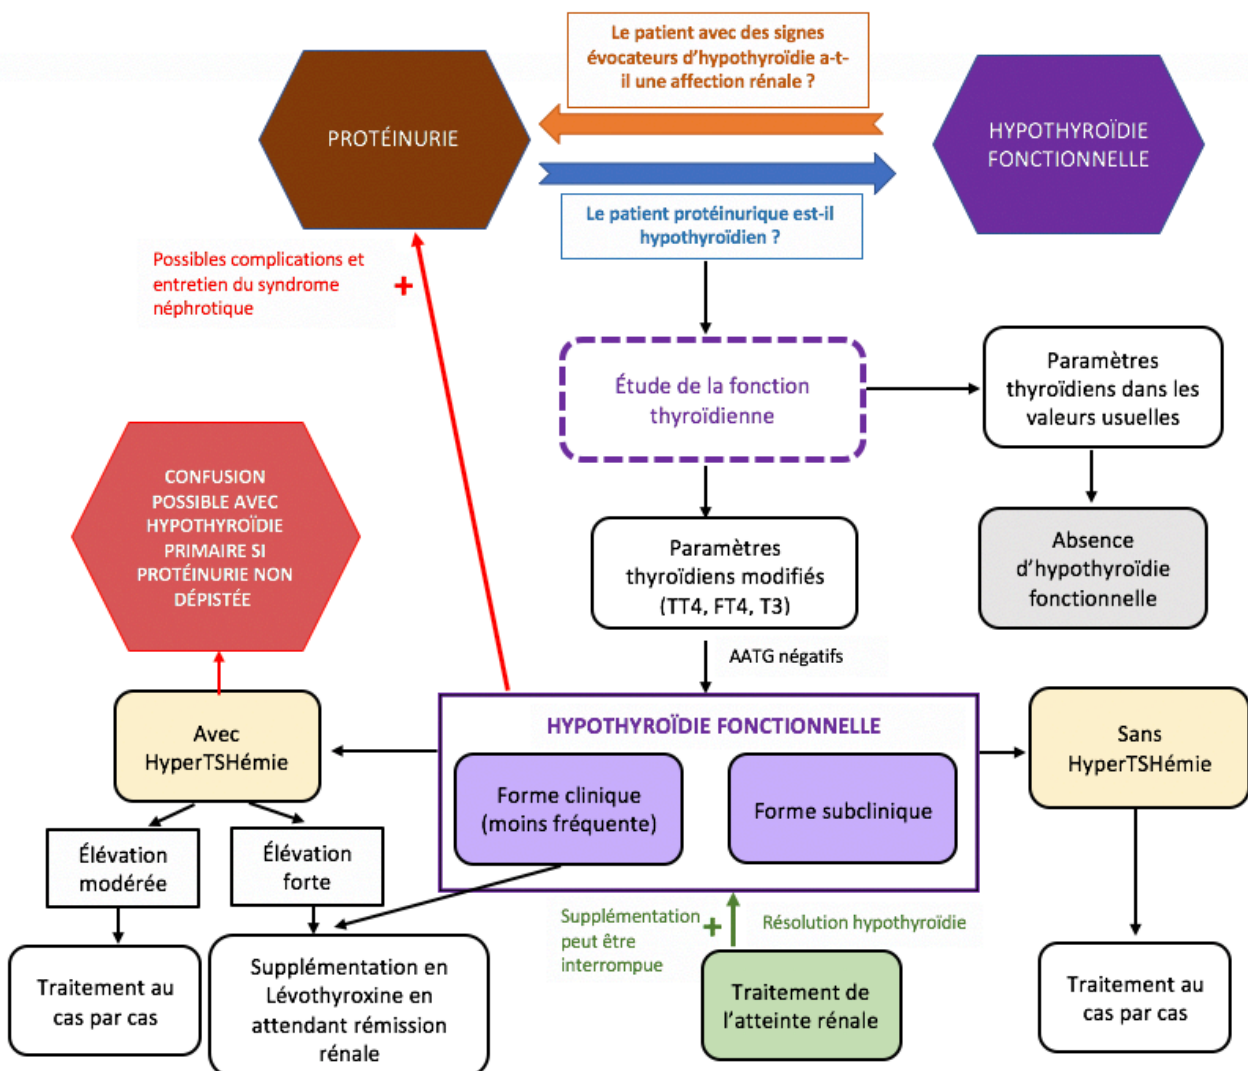 Le patient avec des signes
évocateurs d'hypothyroïdie a-t-
il une affection rénale ?
PROTÉINURIE
HYPOTHYROÏDIE
FONCTIONNELLE
Le patient protéinurique est-il
hypothyroïdien ?
Possibles complications et
entretien du syndrome
néphrotique
+
Étude de la fonction
thyroïdienne
Paramètres
thyroïdiens dans les
valeurs usuelles
CONFUSION
POSSIBLE AVEC
HYPOTHYROÏDIE
PRIMAIRE SI
PROTÉINURIE NON
DÉPISTÉE
Paramètres
thyroïdiens modifiés
(TT4, FT4, T3)
Absence
d'hypothyroïdie
fonctionnelle
AATG négatifs
HYPOTHYROÏDIE FONCTIONNELLE
Avec
HyperTSHémie
Forme clinique
(moins fréquente)
Forme subclinique
Sans
HyperTSHémie
Élévation
modérée
Élévation
forte
Supplémentation
peut être
interrompue
+
Résolution hypothyroïdie
Traitement au
cas par cas
Supplémentation en
Lévothyroxine en
attendant rémission
rénale
Traitement de
l'atteinte rénale
Traitement au
cas par cas